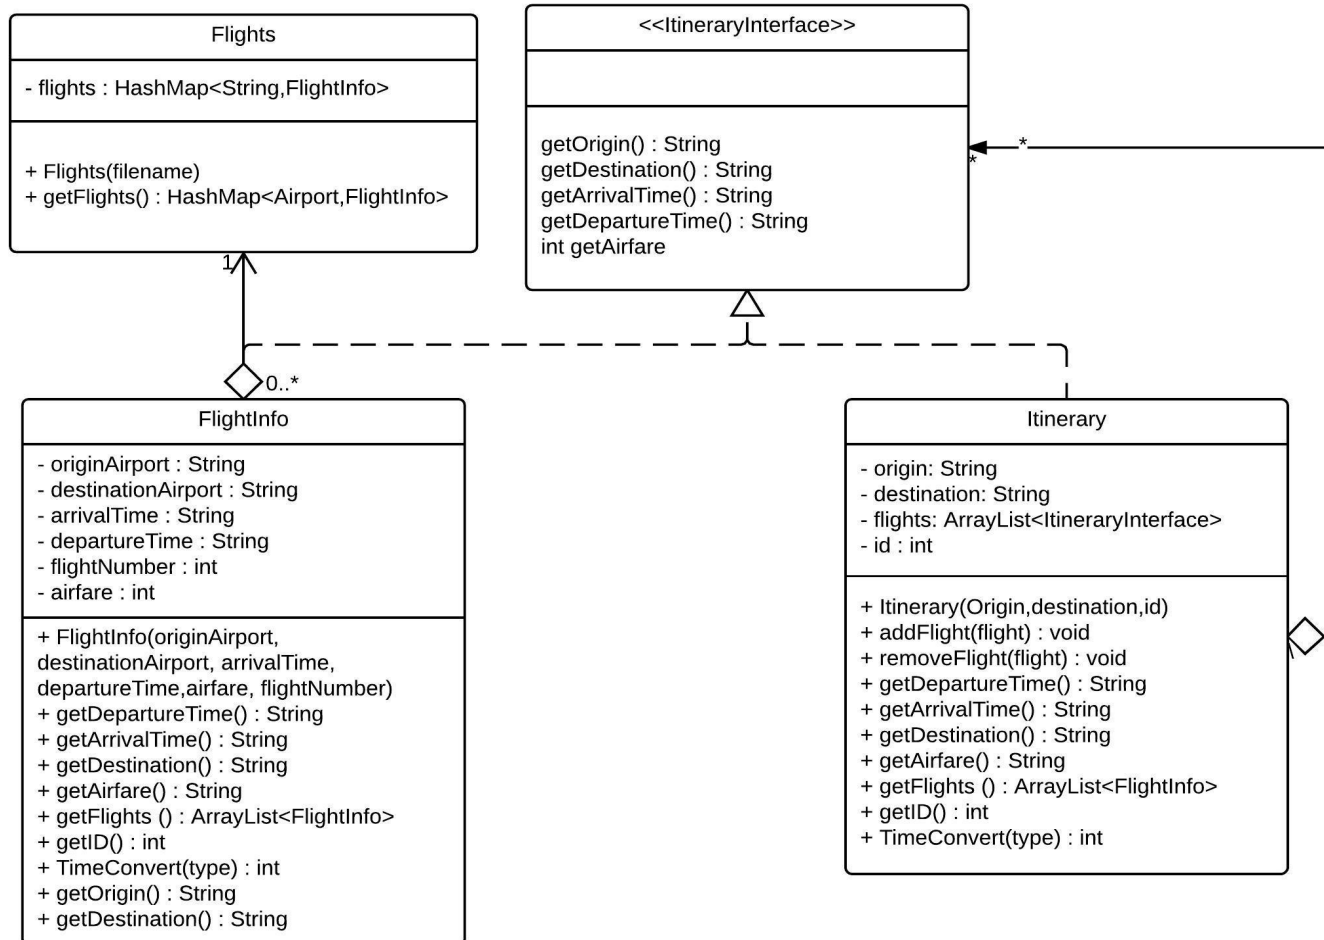 Flights
- flights : HashMap<String,FlightInfo>
+ Flights(filename)
+ getFlights() : HashMap<Airport,FlightInfo>
<<ItineraryInterface>>
getOrigin() : String
getDestination() : String
getArrivalTime() : String
getDepartureTime() : String
int getAirfare
*
*
1
0..*
FlightInfo
- originAirport : String
- destinationAirport : String
- arrivalTime : String
- departureTime : String
- flightNumber : int
- airfare : int
+ FlightInfo(originAirport,
destinationAirport, arrivalTime,
departureTime,airfare, flightNumber)
+ getDepartureTime() : String
+ getArrivalTime() : String
+ getDestination() : String
+ getAirfare() : String
+ getFlights () : ArrayList<FlightInfo>
+ getID() : int
+ TimeConvert(type) : int
+ getOrigin() : String
+ getDestination() : String
Itinerary
- origin: String
- destination: String
- flights: ArrayList<ItineraryInterface>
- id : int
+ Itinerary(Origin,destination,id)
+ addFlight(flight) : void
+ removeFlight(flight) : void
+ getDepartureTime() : String
+ getArrivalTime() : String
+ getDestination() : String
+ getAirfare() : String
+ getFlights () : ArrayList<FlightInfo>
+ getID() : int
+ TimeConvert(type) : int